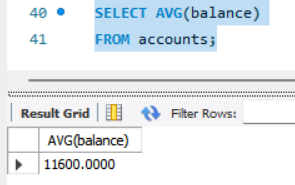 40 SELECT AVG(balance)
41 FROM accounts;
Result Grid Filter Rows:
AVG(balance)
11600.0000